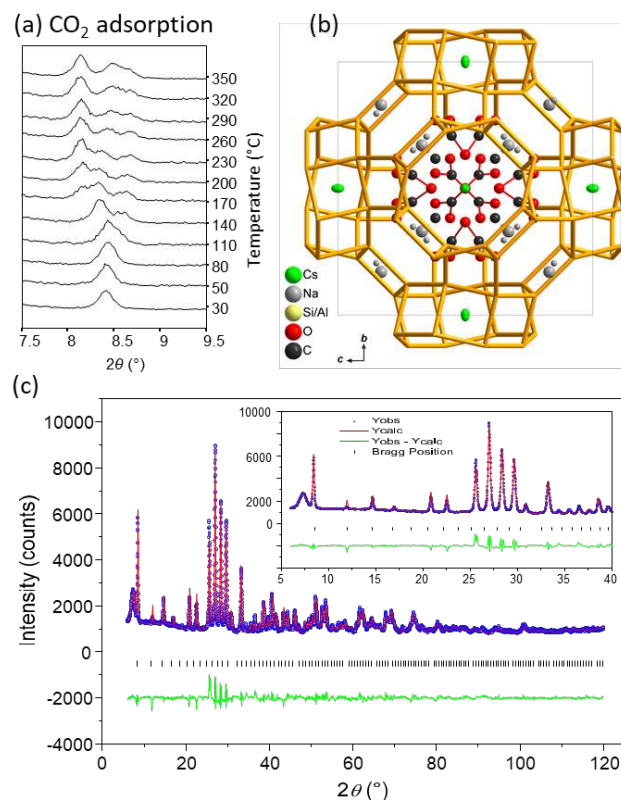 (a) CO₂ adsorption
350
320
290
260
230
200
170
140
110
80
50
30
Temperature (°C)
7.5 8 8.5 9 9.5
2θ (°)
(b)
Cs
Na
Si/Al
O
C
b
c
(c)
10000
8000
6000
4000
2000
0
-2000
-4000
Intensity (counts)
0 20 40 60 80 100 120
2θ (°)
10000
8000
6000
4000
2000
0
Yobs
Ycalc
Yobs - Ycalc
Bragg Position
5 10 15 20 25 30 35 40